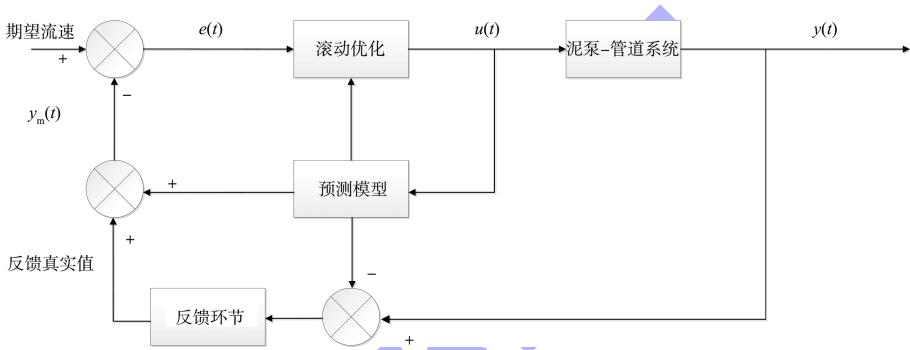 期望流速
e(t)
滚动优化
u(t)
泥泵–管道系统
y(t)
+
−
yₘ(t)
+
预测模型
+
反馈真实值
−
反馈环节
+